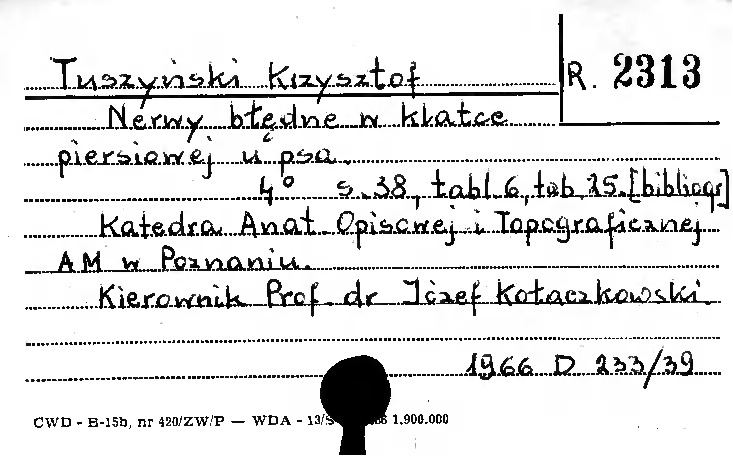 Tuszyński Krzysztof R. 2313
Nerwy błędne w klatce
piersiowej u psa.
4° s. 38, tabl. 6, tab. 25. [bibliogr]
Katedra Anat. Opisowej i Topograficznej
AM w Poznaniu.
Kierownik Prof. dr Józef Kołaczkowski.
1966 D 233/39
CWD - B-15b, nr 420/ZW/P — WDA - 13/ 1.900.000